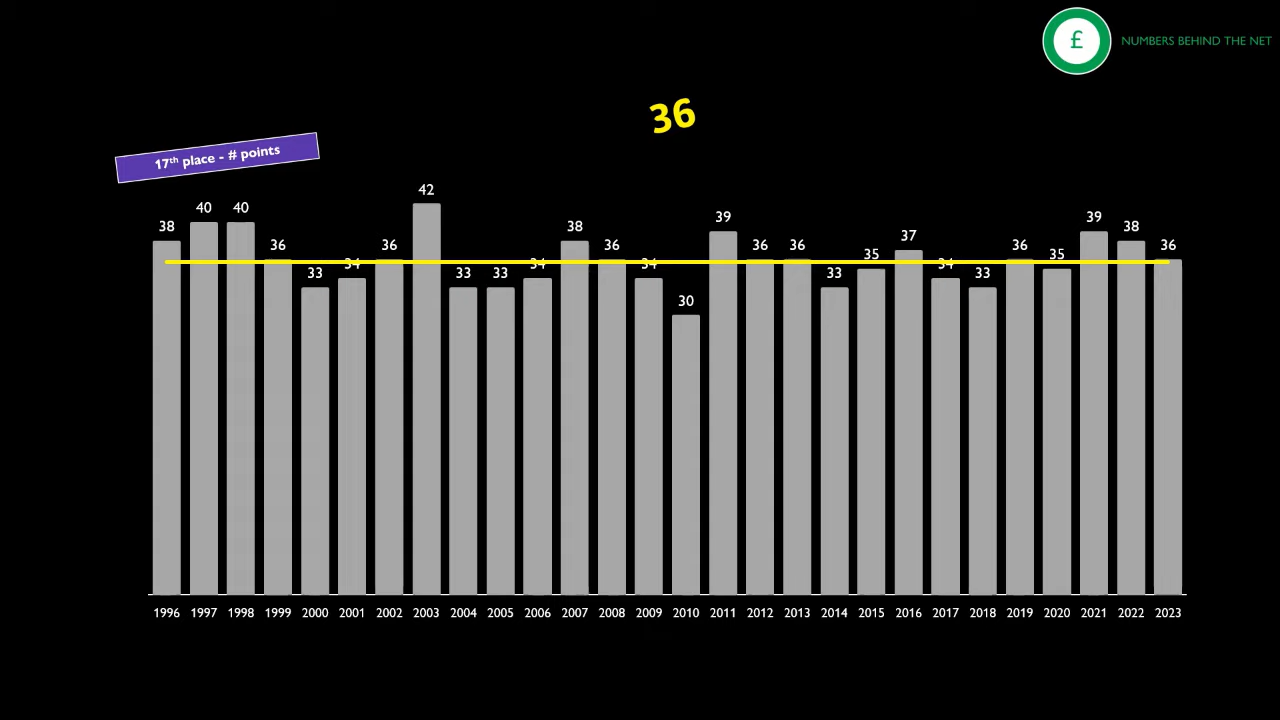 £ NUMBERS BEHIND THE NET
36
17th place - # points
38 40 40 36 33 34 36 42 33 33 34 38 36 34 30 39 36 36 33 35 37 34 33 36 35 39 38 36
1996 1997 1998 1999 2000 2001 2002 2003 2004 2005 2006 2007 2008 2009 2010 2011 2012 2013 2014 2015 2016 2017 2018 2019 2020 2021 2022 2023